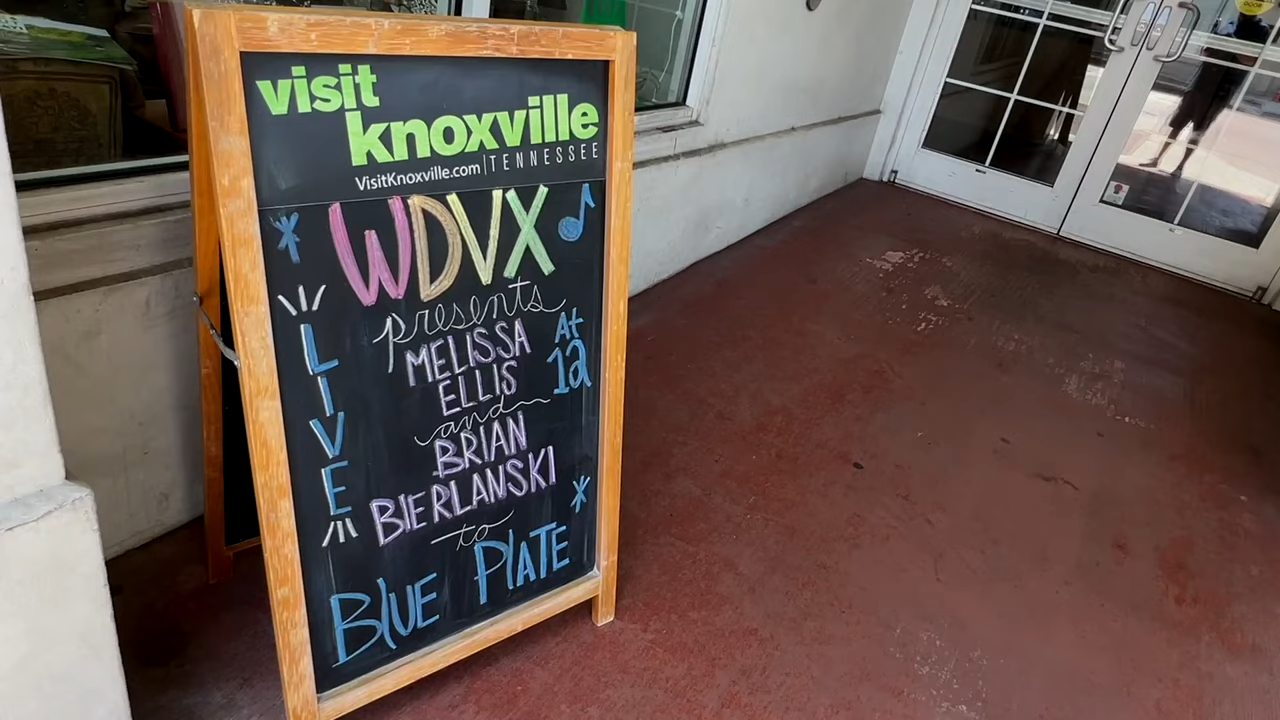 visit
knoxville
VisitKnoxville.com | TENNESSEE
WDVX
presents
MELISSA
ELLIS
At
12
and
BRIAN
BIERLANSKI
to
BLUE PLATE
LIVE